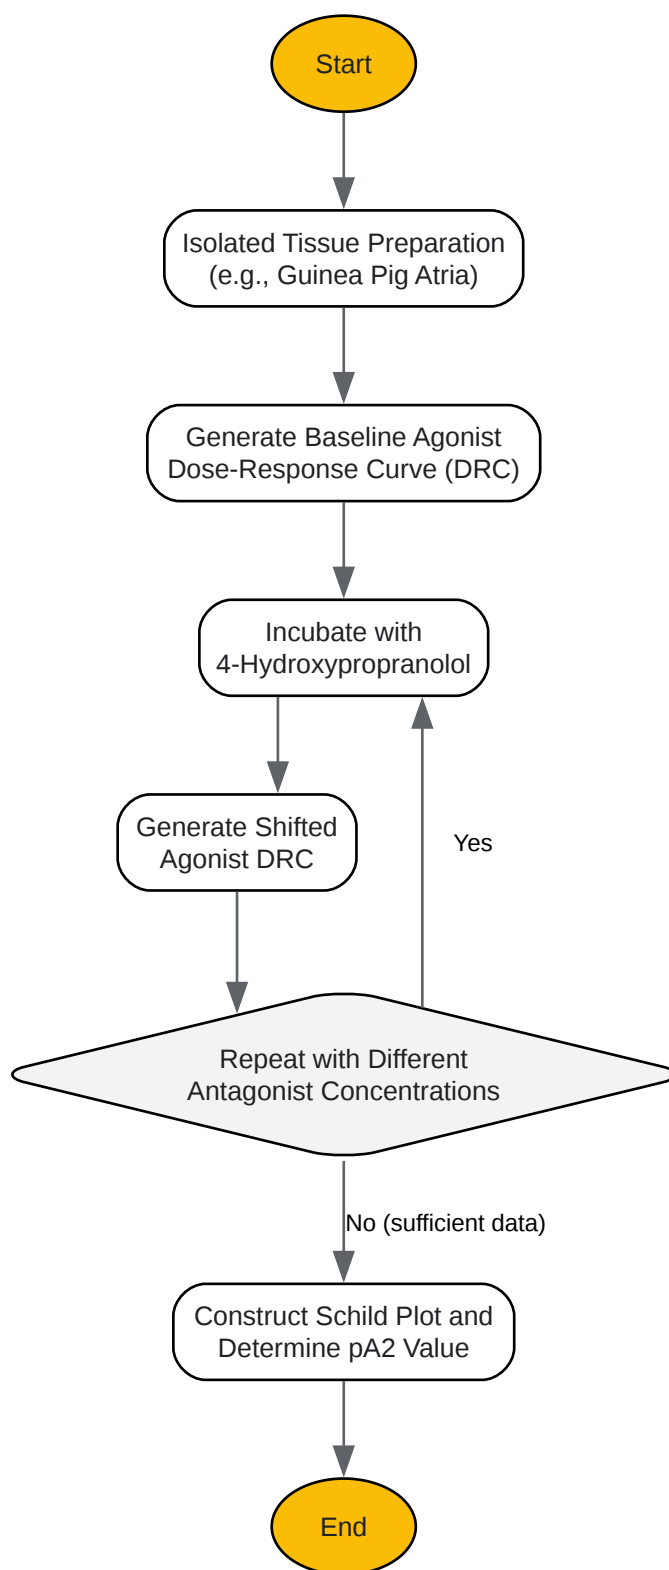 Start
Isolated Tissue Preparation
(e.g., Guinea Pig Atria)
Generate Baseline Agonist
Dose-Response Curve (DRC)
Incubate with
4-Hydroxypropranolol
Generate Shifted
Agonist DRC
Yes
Repeat with Different
Antagonist Concentrations
No (sufficient data)
Construct Schild Plot and
Determine pA2 Value
End